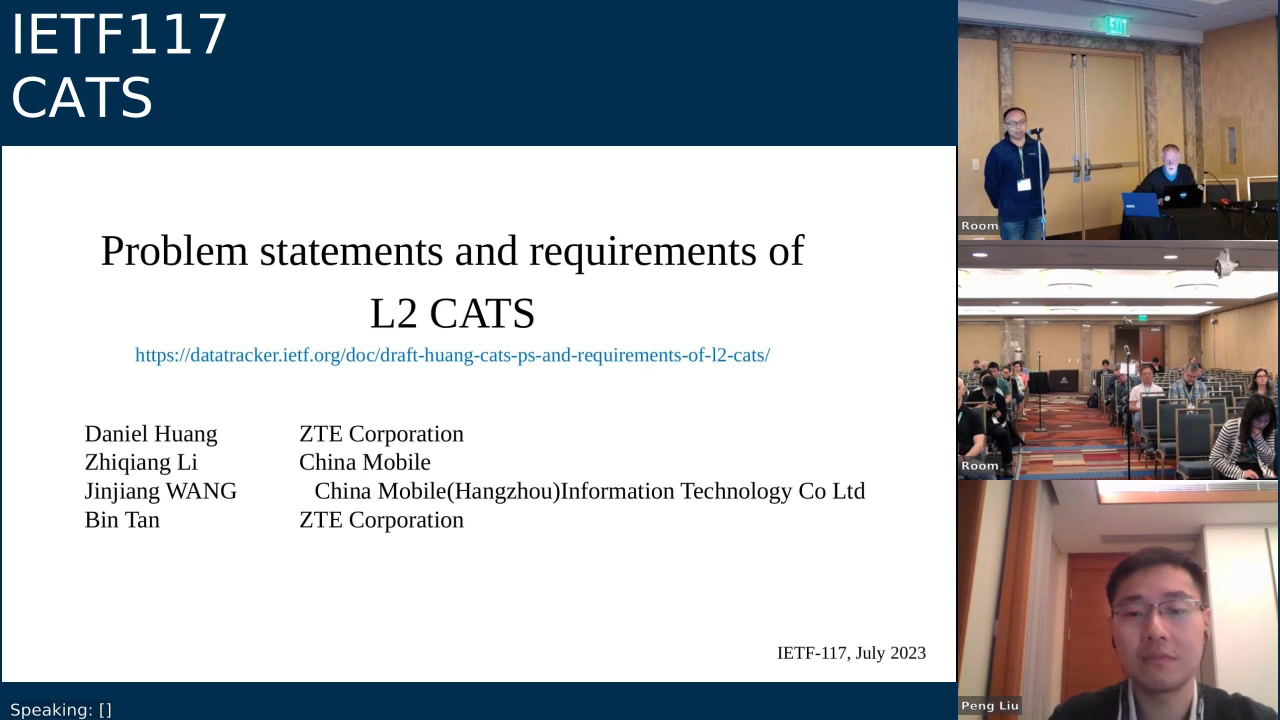 IETF117
CATS
Problem statements and requirements of
L2 CATS
https://datatracker.ietf.org/doc/draft-huang-cats-ps-and-requirements-of-l2-cats/
Daniel Huang ZTE Corporation
Zhiqiang Li China Mobile
Jinjiang WANG China Mobile(Hangzhou)Information Technology Co Ltd
Bin Tan ZTE Corporation
IETF-117, July 2023
Speaking: []
EXIT
Room
Room
Peng Liu